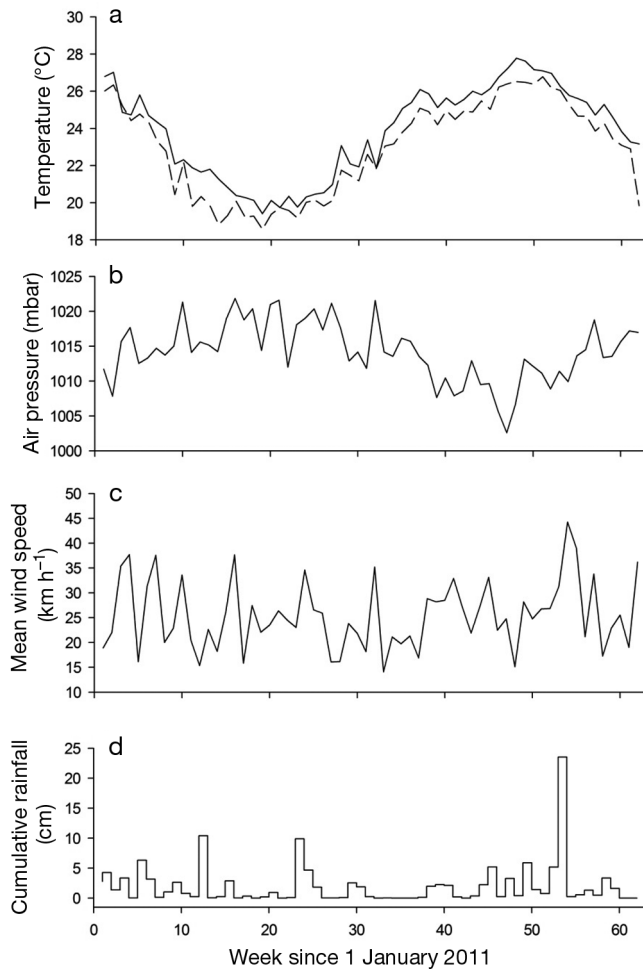 a
Temperature (°C)
30
28
26
24
22
20
18
b
Air pressure (mbar)
1025
1020
1015
1010
1005
1000
c
Mean wind speed
(km h⁻¹)
50
45
40
35
30
25
20
15
10
d
Cumulative rainfall
(cm)
25
20
15
10
5
0
0 10 20 30 40 50 60
Week since 1 January 2011